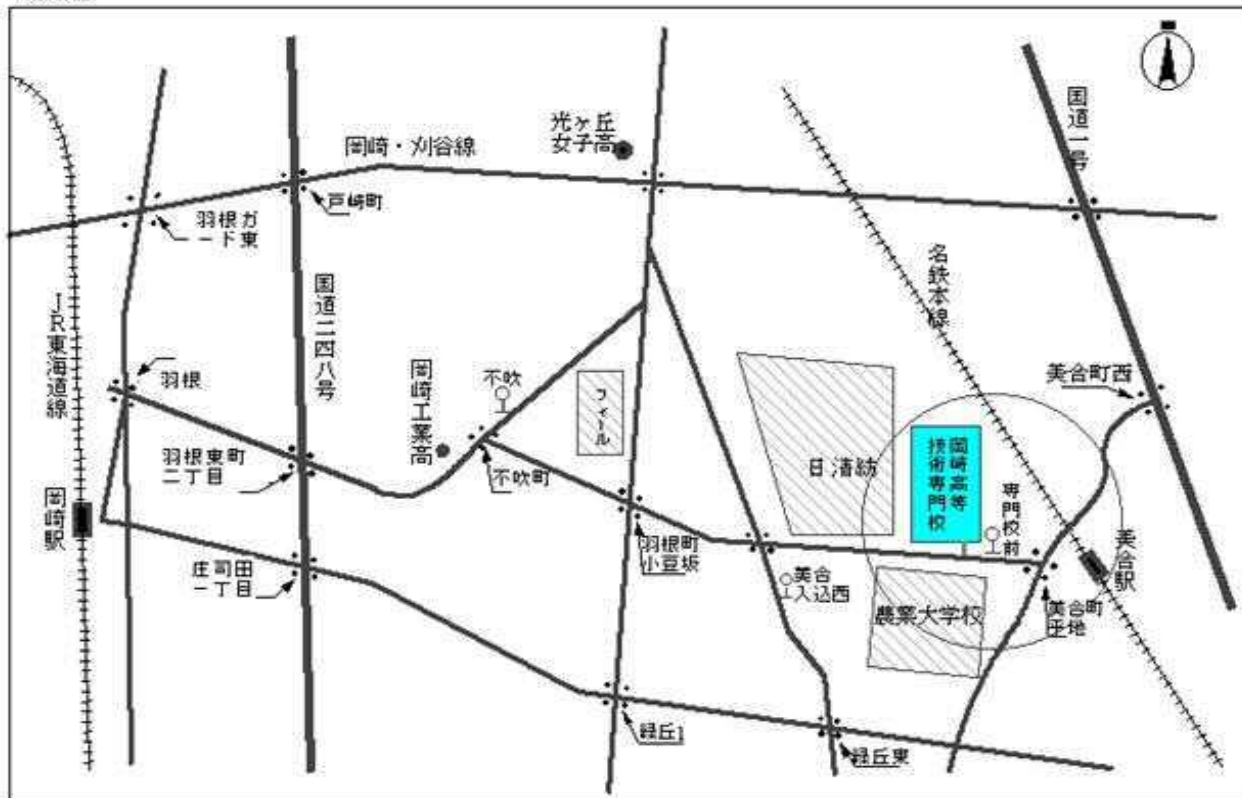 光ヶ丘
女子高
岡崎・刈谷線
国道一号
戸崎町
羽根ガ
ード東
名鉄本線
国道二四八号
JR東海道線
羽根
岡崎工業高
不吹
フィール
美合町西
羽根東町
二丁目
不吹町
日清紡
岡崎高等
技術専門校
専門校前
岡崎駅
羽根町
小豆坂
美合駅
庄司田
一丁目
美合
入込西
農業大学校
美合町
平地
緑丘1
緑丘東